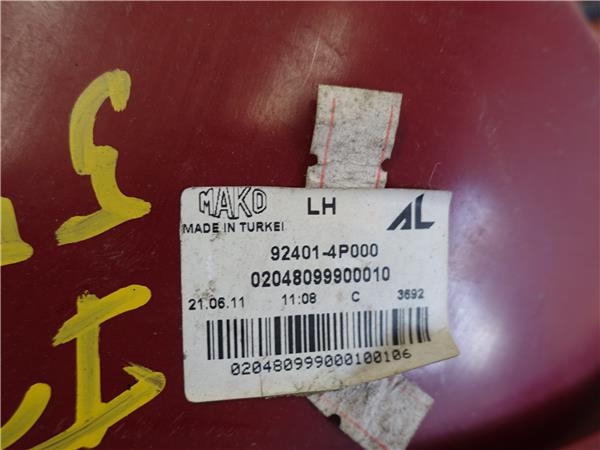 MAKO LH AL
MADE IN TURKEI
92401-4P000
02048099900010
21.06.11 11:08 C 3692
020480999000100106